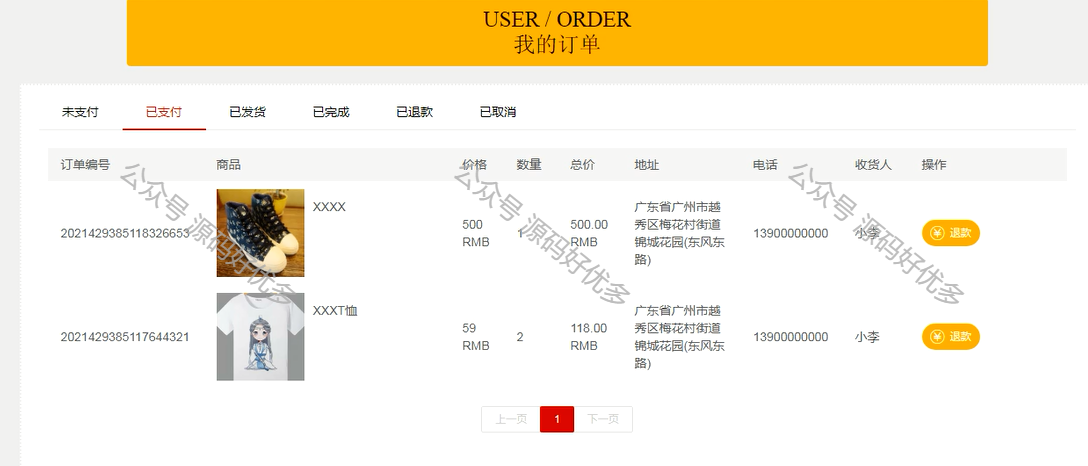 USER / ORDER
我的订单
未支付 已支付 已发货 已完成 已退款 已取消
订单编号 商品 价格 数量 总价 地址 电话 收货人 操作
XXXX
广东省广州市越
500 500.00 秀区梅花村街道
2021429385118326653 1 13900000000 小李 退款
RMB RMB 锦城花园(东风东
路)
XXXT恤
广东省广州市越
59 118.00 秀区梅花村街道
2021429385117644321 2 13900000000 小李 退款
RMB RMB 锦城花园(东风东
路)
上一页 1 下一页
公众号 源码好优多
公众号 源码好优多
公众号 源码好优多